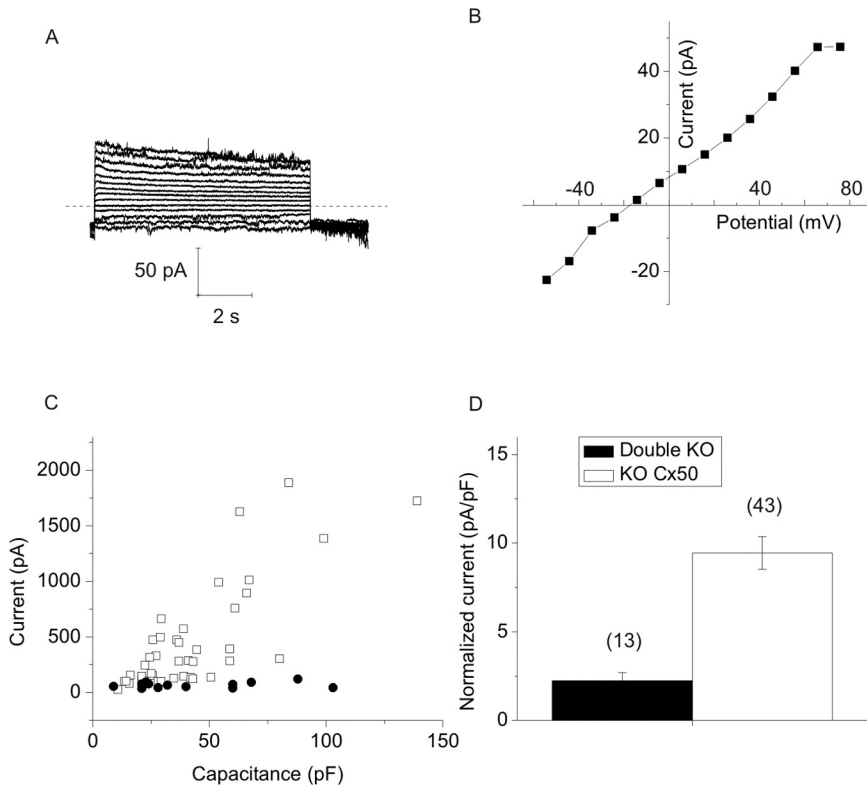 A
50 pA
2 s
B
Current (pA)
40
20
-40
40
80
Potential (mV)
-20
C
Current (pA)
2000
1500
1000
500
0
0
50
100
150
Capacitance (pF)
D
Normalized current (pA/pF)
15
10
5
0
Double KO
KO Cx50
(13)
(43)